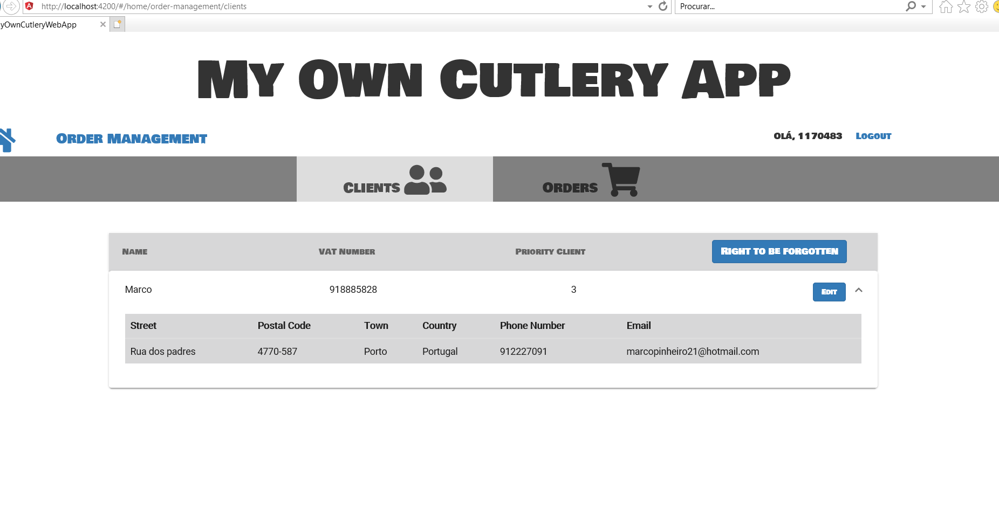 http://localhost:4200/#/home/order-management/clients
Procurar...
yOwnCutleryWebApp
My Own Cutlery App
Order Management
Olá, 1170483 Logout
Clients Orders
Name VAT Number Priority Client Right to be forgotten
Marco 918885828 3 Edit
Street Postal Code Town Country Phone Number Email
Rua dos padres 4770-587 Porto Portugal 912227091 marcopinheiro21@hotmail.com